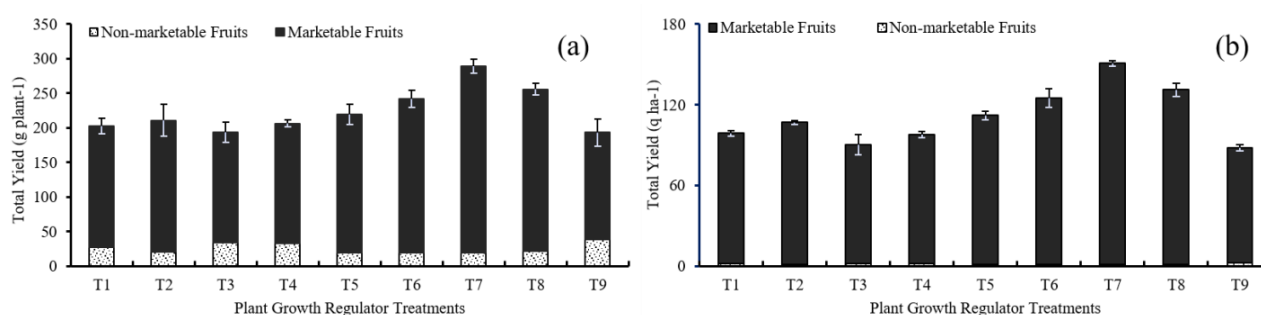 350
300
250
200
150
100
50
0
Total Yield (g plant-1)
Non-marketable Fruits Marketable Fruits
(a)
T1 T2 T3 T4 T5 T6 T7 T8 T9
Plant Growth Regulator Treatments
180
120
60
0
Total Yield (q ha-1)
Marketable Fruits Non-marketable Fruits
(b)
T1 T2 T3 T4 T5 T6 T7 T8 T9
Plant Growth Regulator Treatments